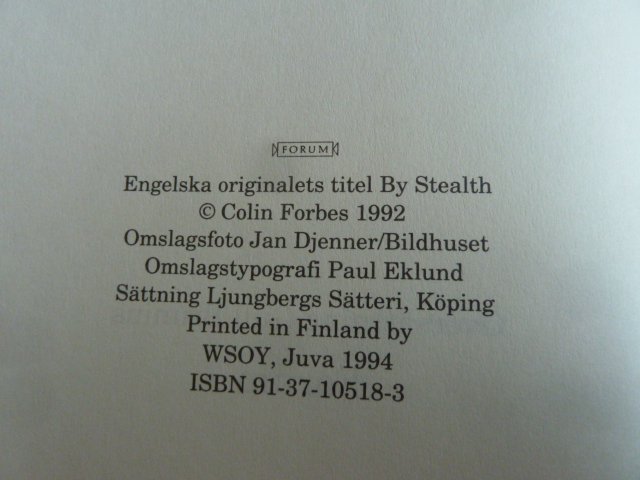 FORUM
Engelska originalets titel By Stealth
© Colin Forbes 1992
Omslagsfoto Jan Djenner/Bildhuset
Omslagstypografi Paul Eklund
Sättning Ljungbergs Sätteri, Köping
Printed in Finland by
WSOY, Juva 1994
ISBN 91-37-10518-3